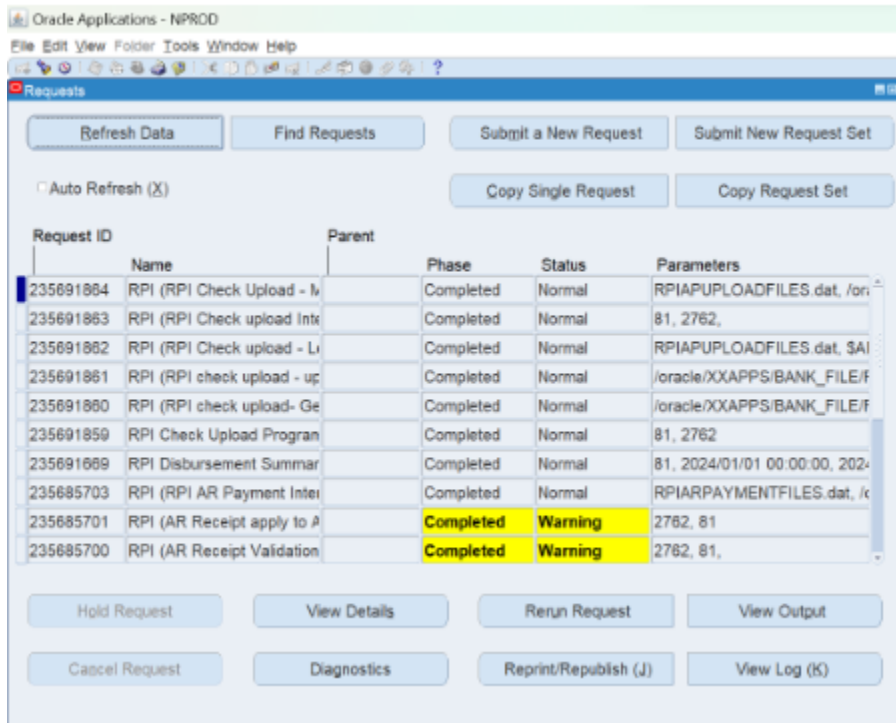 Oracle Applications - NPROD
File Edit View Folder Tools Window Help
Requests
Refresh Data Find Requests Submit a New Request Submit New Request Set
Auto Refresh (X) Copy Single Request Copy Request Set
Request ID Parent
Name Phase Status Parameters
235691864 RPI (RPI Check Upload - M Completed Normal RPIAPUPLOADFILES.dat, /ora
235691863 RPI (RPI Check upload Inte Completed Normal 81, 2762,
235691862 RPI (RPI Check upload - Le Completed Normal RPIAPUPLOADFILES.dat, $AI
235691861 RPI (RPI check upload - up Completed Normal /oracle/XXAPPS/BANK_FILE/F
235691860 RPI (RPI check upload- Ge Completed Normal /oracle/XXAPPS/BANK_FILE/F
235691859 RPI Check Upload Program Completed Normal 81, 2762
235691669 RPI Disbursement Summar Completed Normal 81, 2024/01/01 00:00:00, 2024
235685703 RPI (RPI AR Payment Inter Completed Normal RPIARPAYMENTFILES.dat, /o
235685701 RPI (AR Receipt apply to A Completed Warning 2762, 81
235685700 RPI (AR Receipt Validation Completed Warning 2762, 81,
Hold Request View Details Rerun Request View Output
Cancel Request Diagnostics Reprint/Republish (J) View Log (K)